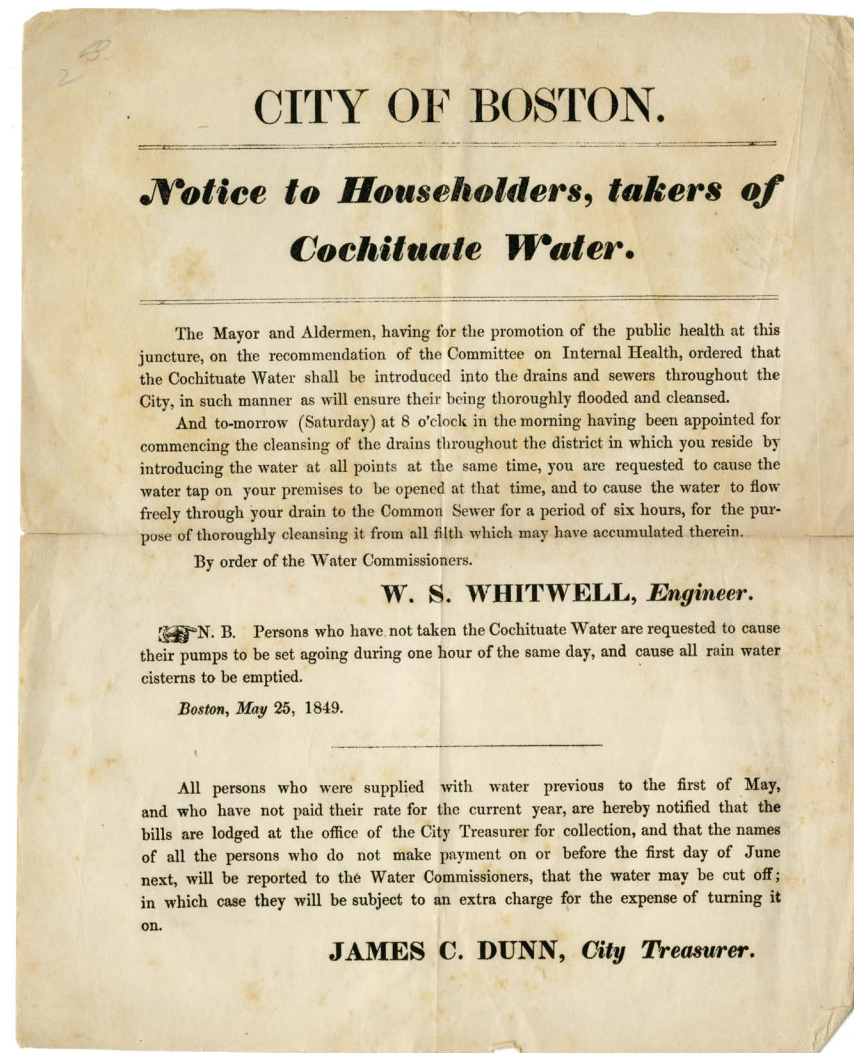 CITY OF BOSTON.
Notice to Householders, takers of
Cochituate Water.
The Mayor and Aldermen, having for the promotion of the public health at this
juncture, on the recommendation of the Committee on Internal Health, ordered that
the Cochituate Water shall be introduced into the drains and sewers throughout the
City, in such manner as will ensure their being thoroughly flooded and cleansed.
And to-morrow (Saturday) at 8 o'clock in the morning having been appointed for
commencing the cleansing of the drains throughout the district in which you reside by
introducing the water at all points at the same time, you are requested to cause the
water tap on your premises to be opened at that time, and to cause the water to flow
freely through your drain to the Common Sewer for a period of six hours, for the pur-
pose of thoroughly cleansing it from all filth which may have accumulated therein.
By order of the Water Commissioners.
W. S. WHITWELL, Engineer.
N. B. Persons who have not taken the Cochituate Water are requested to cause
their pumps to be set agoing during one hour of the same day, and cause all rain water
cisterns to be emptied.
Boston, May 25, 1849.
All persons who were supplied with water previous to the first of May,
and who have not paid their rate for the current year, are hereby notified that the
bills are lodged at the office of the City Treasurer for collection, and that the names
of all the persons who do not make payment on or before the first day of June
next, will be reported to the Water Commissioners, that the water may be cut off;
in which case they will be subject to an extra charge for the expense of turning it
on.
JAMES C. DUNN, City Treasurer.